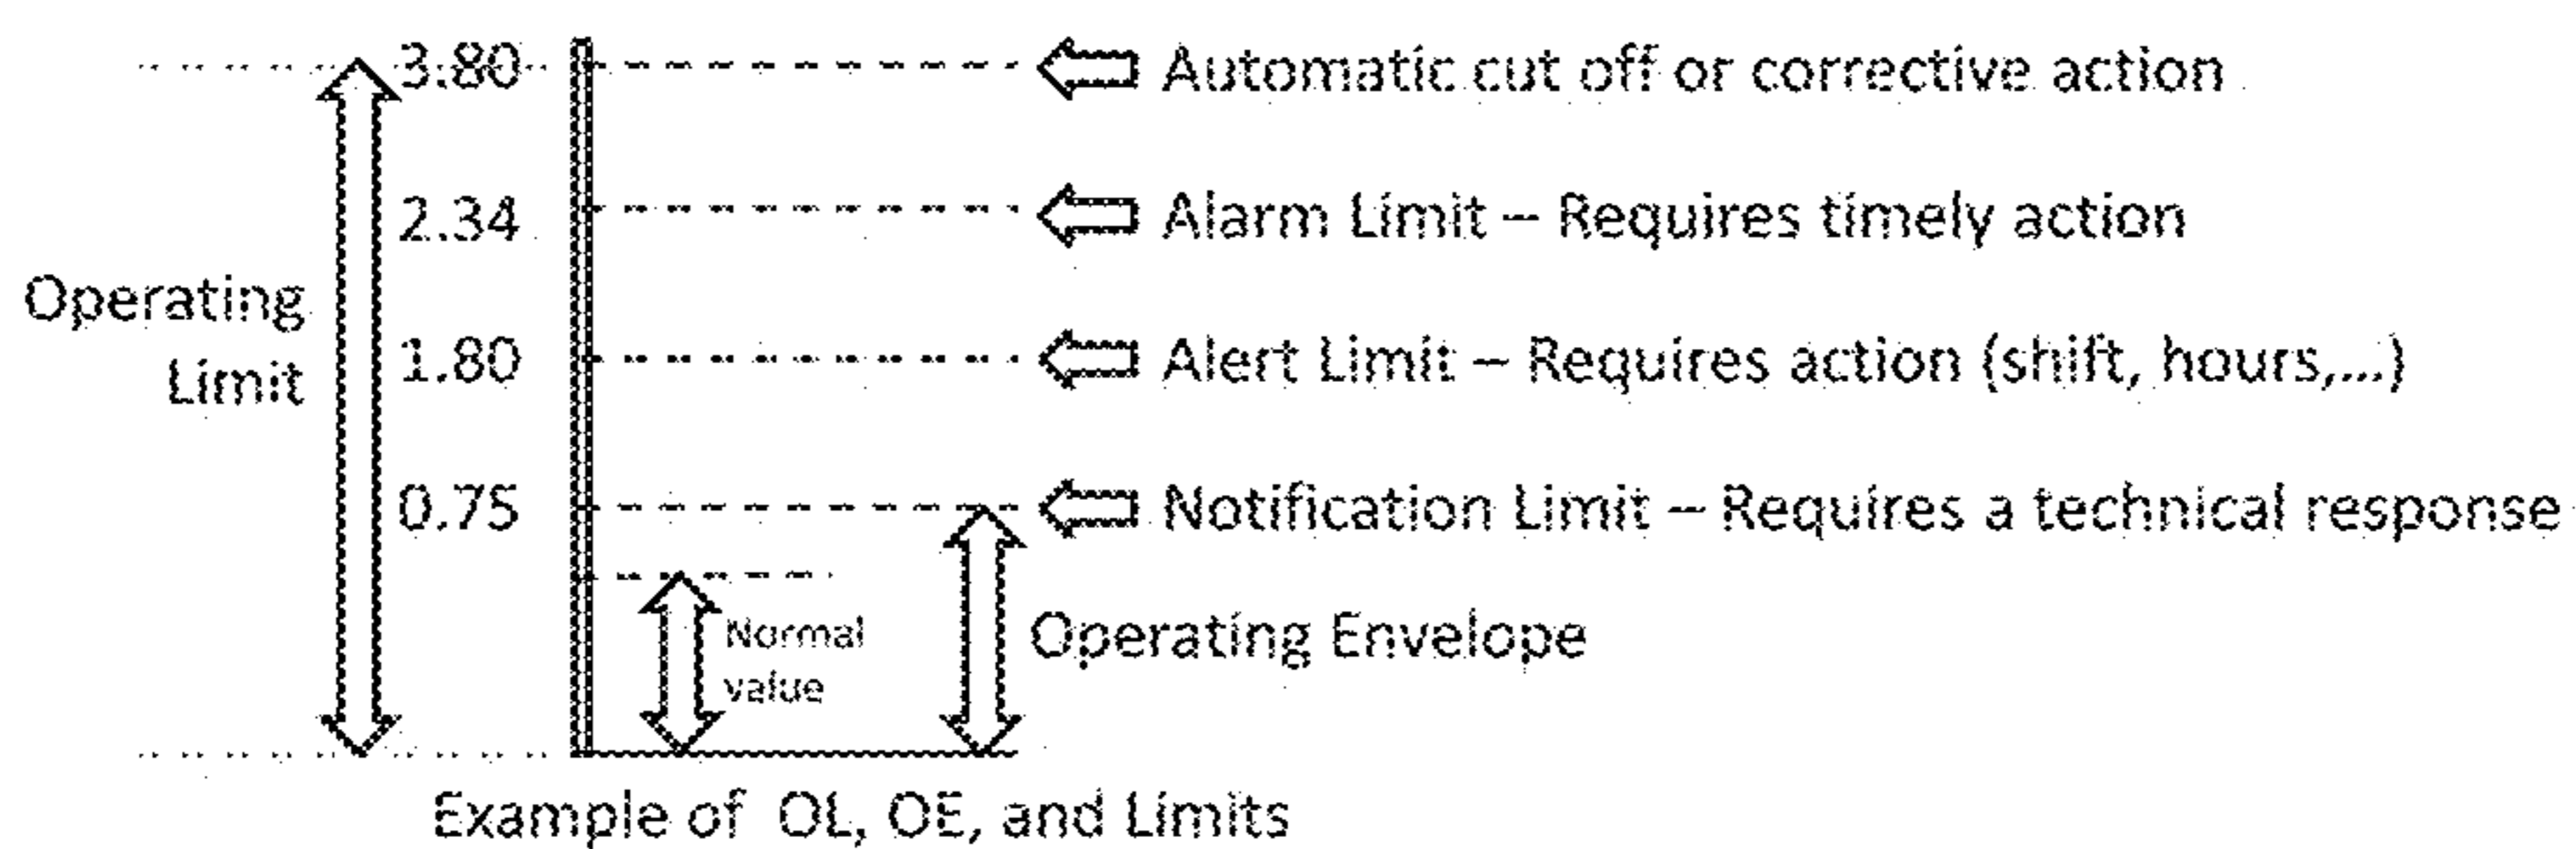 3.80 Automatic cut off or corrective action
2.34 Alarm Limit – Requires timely action
Operating
Limit
1.80 Alert Limit – Requires action (shift, hours,...)
0.75 Notification Limit – Requires a technical response
Normal
value
Operating Envelope
Example of OL, OE, and Limits